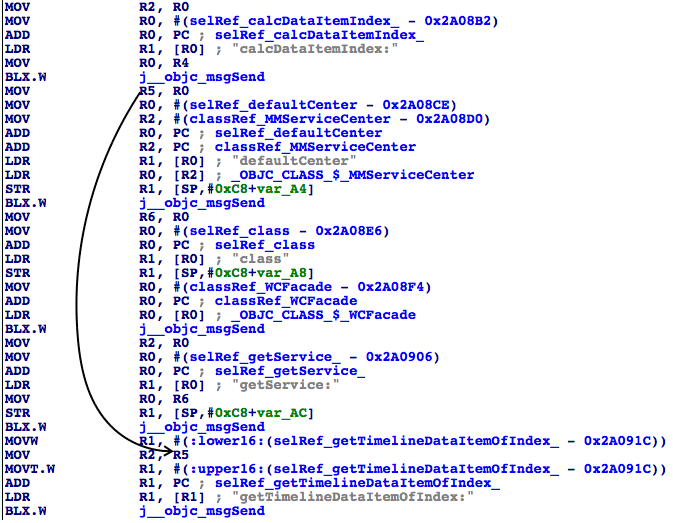 MOV R2, R0
MOV R0, #(selRef_calcDataItemIndex_ - 0x2A08B2)
ADD R0, PC ; selRef_calcDataItemIndex_
LDR R1, [R0] ; "calcDataItemIndex:"
MOV R0, R4
BLX.W j__objc_msgSend
MOV R5, R0
MOV R0, #(selRef_defaultCenter - 0x2A08CE)
MOV R2, #(classRef_MMServiceCenter - 0x2A08D0)
ADD R0, PC ; selRef_defaultCenter
ADD R2, PC ; classRef_MMServiceCenter
LDR R1, [R0] ; "defaultCenter"
LDR R0, [R2] ; _OBJC_CLASS_$_MMServiceCenter
STR R1, [SP,#0xC8+var_A4]
BLX.W j__objc_msgSend
MOV R6, R0
MOV R0, #(selRef_class - 0x2A08E6)
ADD R0, PC ; selRef_class
LDR R1, [R0] ; "class"
STR R1, [SP,#0xC8+var_A8]
MOV R0, #(classRef_WCFacade - 0x2A08F4)
ADD R0, PC ; classRef_WCFacade
LDR R0, [R0] ; _OBJC_CLASS_$_WCFacade
BLX.W j__objc_msgSend
MOV R2, R0
MOV R0, #(selRef_getService_ - 0x2A0906)
ADD R0, PC ; selRef_getService_
LDR R1, [R0] ; "getService:"
MOV R0, R6
STR R1, [SP,#0xC8+var_AC]
BLX.W j__objc_msgSend
MOVW R1, #(:lower16:(selRef_getTimelineDataItemOfIndex_ - 0x2A091C))
MOV R2, R5
MOVT.W R1, #(:upper16:(selRef_getTimelineDataItemOfIndex_ - 0x2A091C))
ADD R1, PC ; selRef_getTimelineDataItemOfIndex_
LDR R1, [R1] ; "getTimelineDataItemOfIndex:"
BLX.W j__objc_msgSend